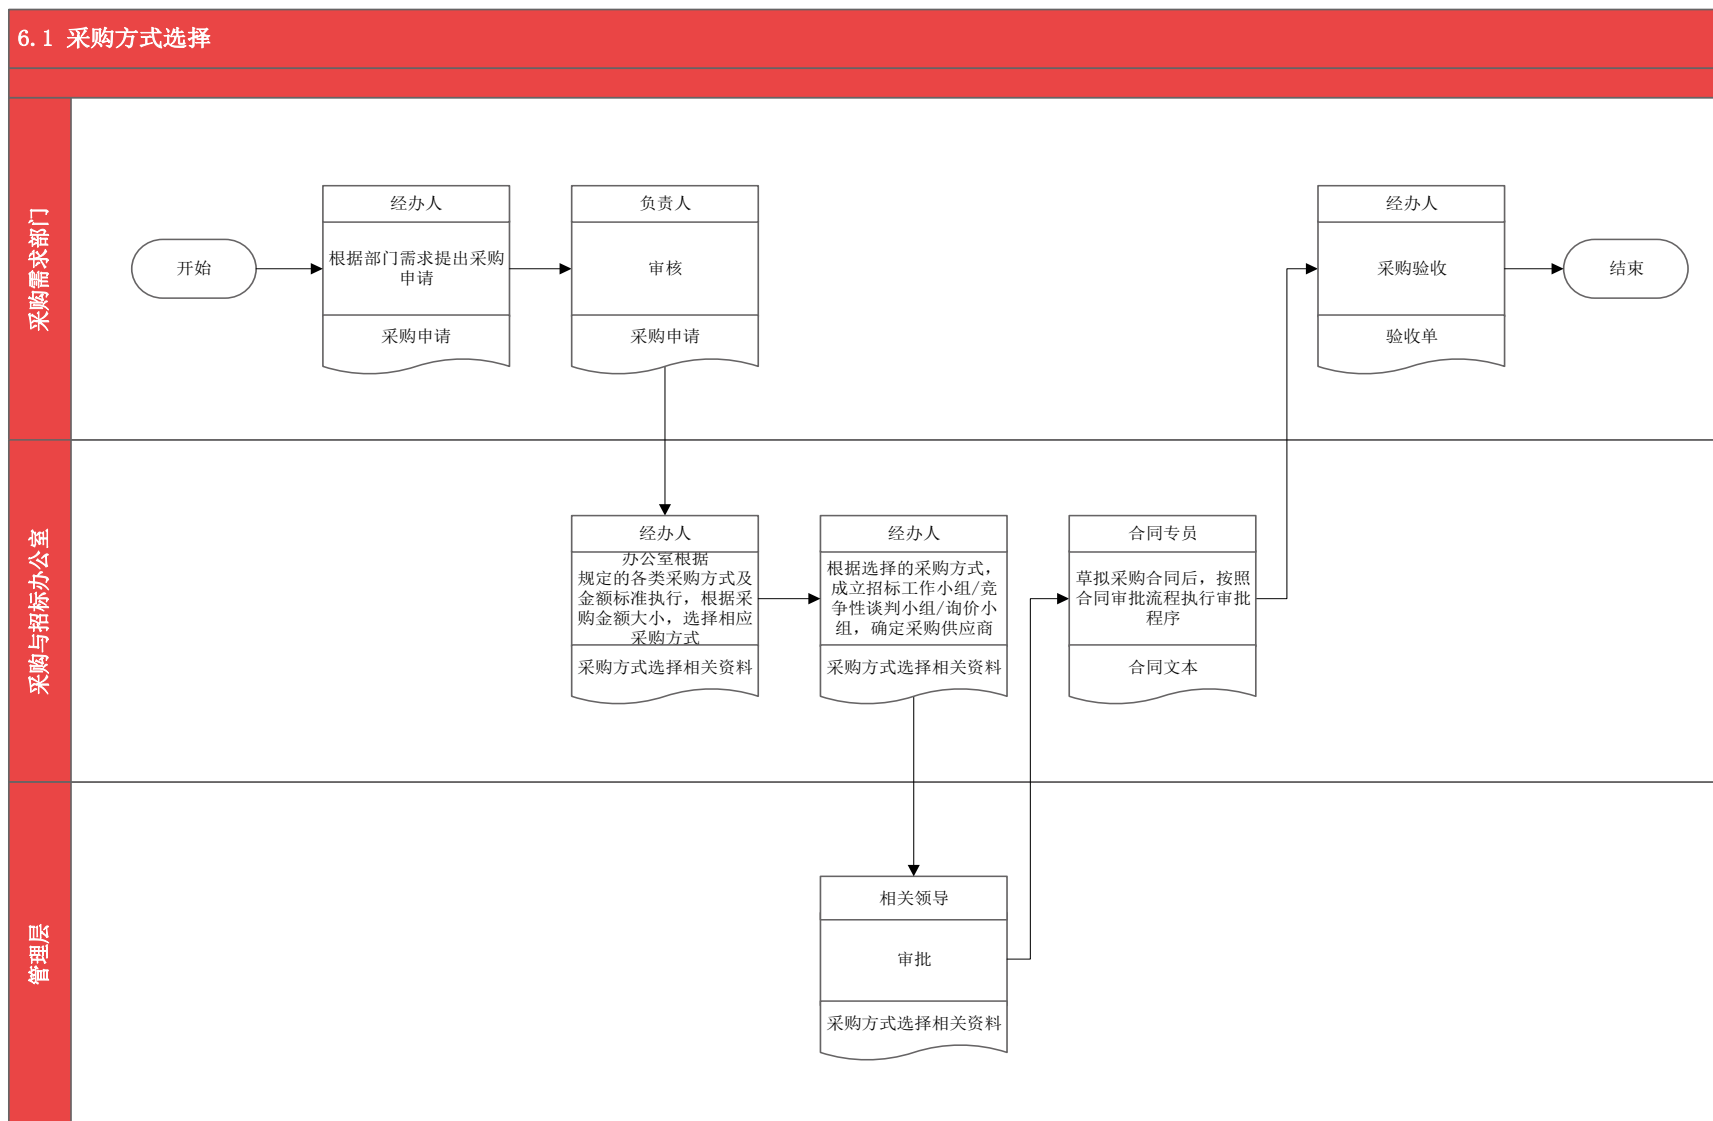 6.1 采购方式选择
采购需求部门
开始
经办人
根据部门需求提出采购
申请
采购申请
负责人
审核
采购申请
经办人
采购验收
验收单
结束
采购与招标办公室
经办人
办公室根据
规定的各类采购方式及
金额标准执行，根据采
购金额大小，选择相应
采购方式
采购方式选择相关资料
经办人
根据选择的采购方式，
成立招标工作小组/竞
争性谈判小组/询价小
组，确定采购供应商
采购方式选择相关资料
合同专员
草拟采购合同后，按照
合同审批流程执行审批
程序
合同文本
管理层
相关领导
审批
采购方式选择相关资料